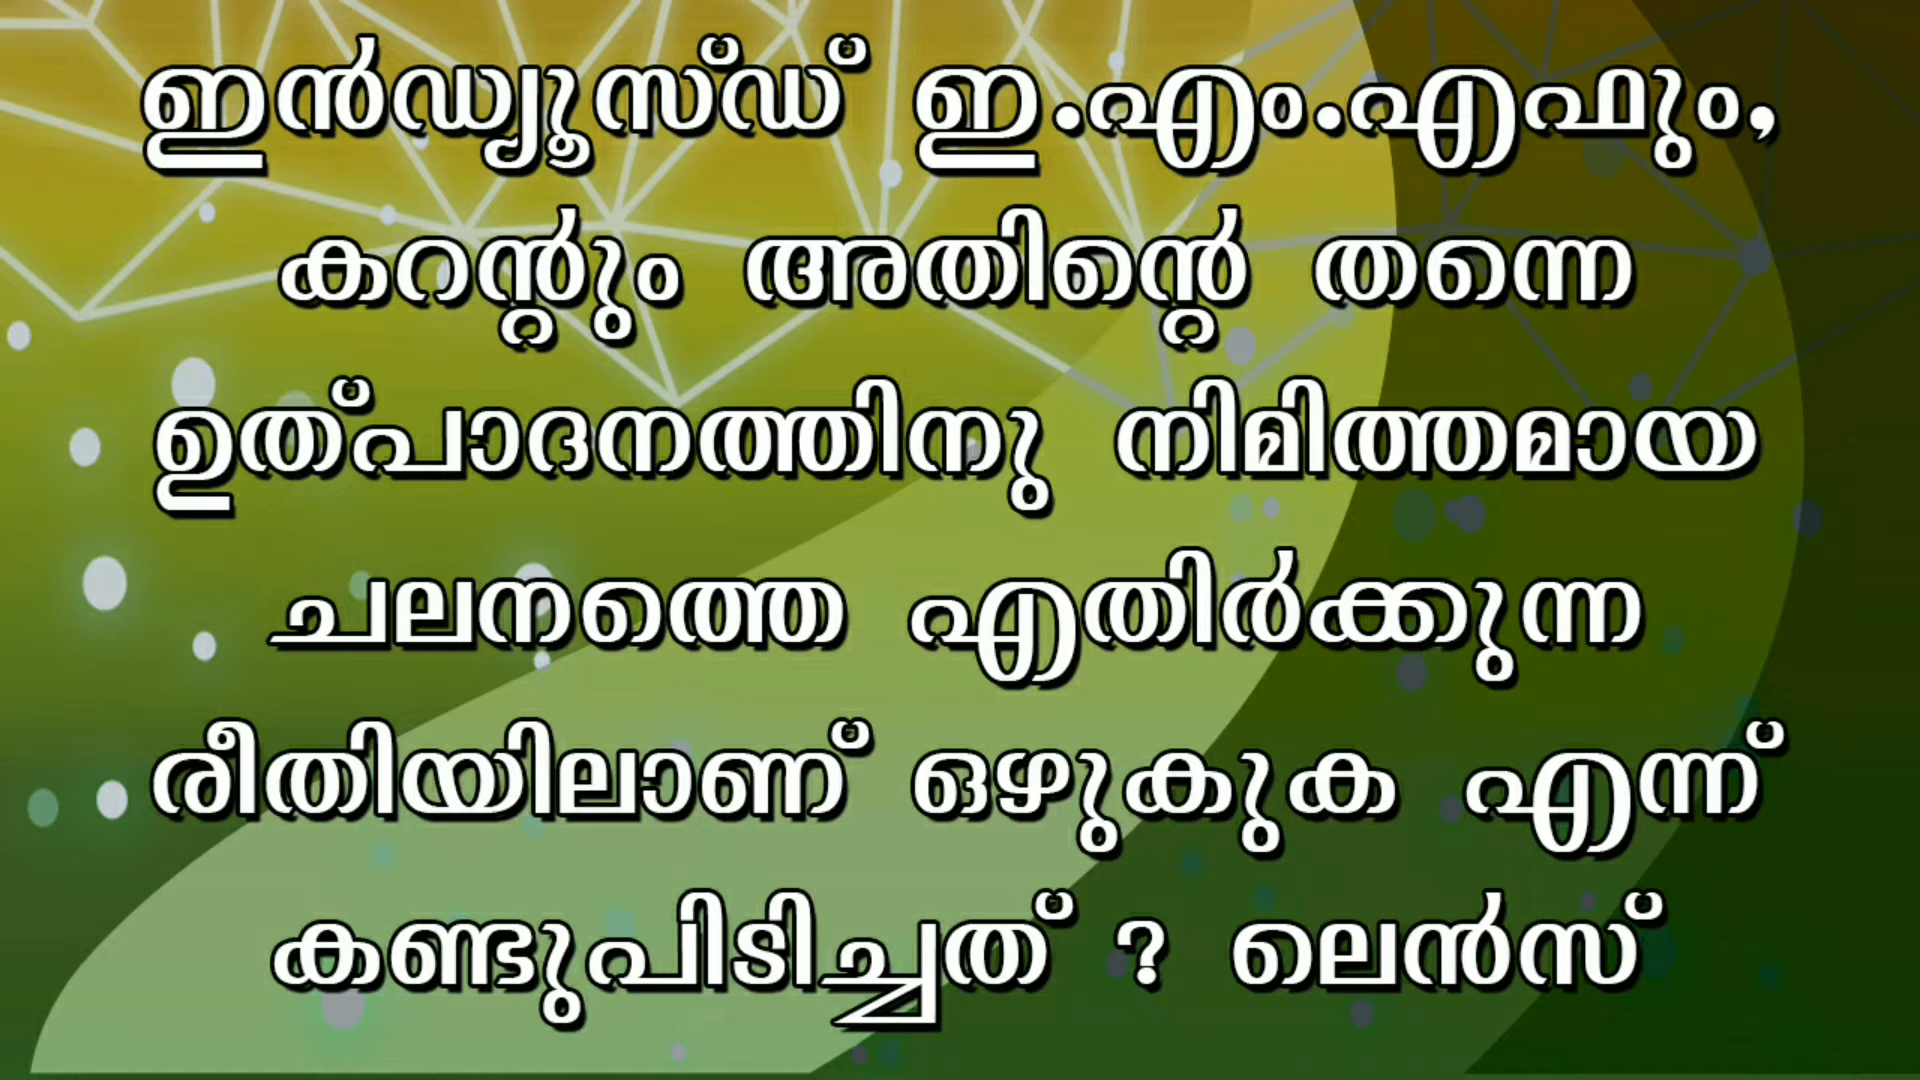 ഇൻഡ്യൂസ്ഡ് ഇ.എം.എഫും,
കറന്റും അതിന്റെ തന്നെ
ഉത്പാദനത്തിനു നിമിത്തമായ
ചലനത്തെ എതിർക്കുന്ന
രീതിയിലാണ് ഒഴുകുക എന്ന്
കണ്ടുപിടിച്ചത് ? ലെൻസ്